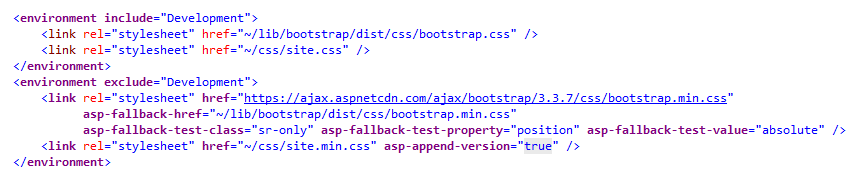 <environment include="Development">
<link rel="stylesheet" href="~/lib/bootstrap/dist/css/bootstrap.css" />
<link rel="stylesheet" href="~/css/site.css" />
</environment>
<environment exclude="Development">
<link rel="stylesheet" href="https://ajax.aspnetcdn.com/ajax/bootstrap/3.3.7/css/bootstrap.min.css"
asp-fallback-href="~/lib/bootstrap/dist/css/bootstrap.min.css"
asp-fallback-test-class="sr-only" asp-fallback-test-property="position" asp-fallback-test-value="absolute" />
<link rel="stylesheet" href="~/css/site.min.css" asp-append-version="true" />
</environment>